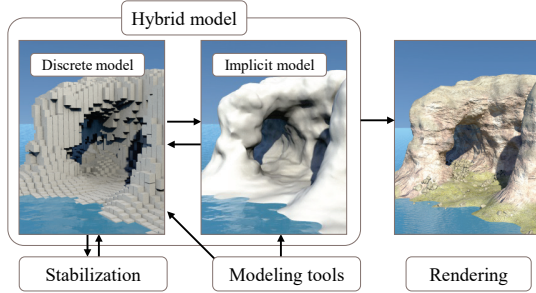 Hybrid model
Discrete model
Implicit model
Stabilization
Modeling tools
Rendering